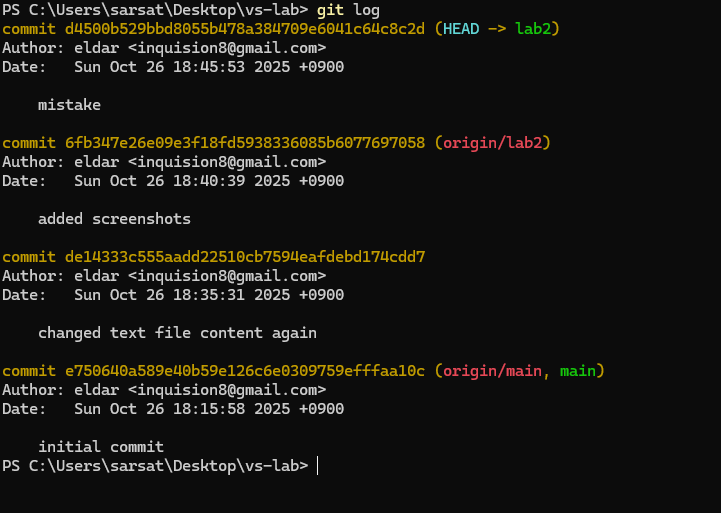 PS C:\Users\sarsat\Desktop\vs-lab> git log
commit d4500b529bbd8055b478a384709e6041c64c8c2d (HEAD -> lab2)
Author: eldar <inquision8@gmail.com>
Date:   Sun Oct 26 18:45:53 2025 +0900
    mistake
commit 6fb347e26e09e3f18fd5938336085b6077697058 (origin/lab2)
Author: eldar <inquision8@gmail.com>
Date:   Sun Oct 26 18:40:39 2025 +0900
    added screenshots
commit de14333c555aadd22510cb7594eafdebd174cdd7
Author: eldar <inquision8@gmail.com>
Date:   Sun Oct 26 18:35:31 2025 +0900
    changed text file content again
commit e750640a589e40b59e126c6e0309759efffaa10c (origin/main, main)
Author: eldar <inquision8@gmail.com>
Date:   Sun Oct 26 18:15:58 2025 +0900
    initial commit
PS C:\Users\sarsat\Desktop\vs-lab>